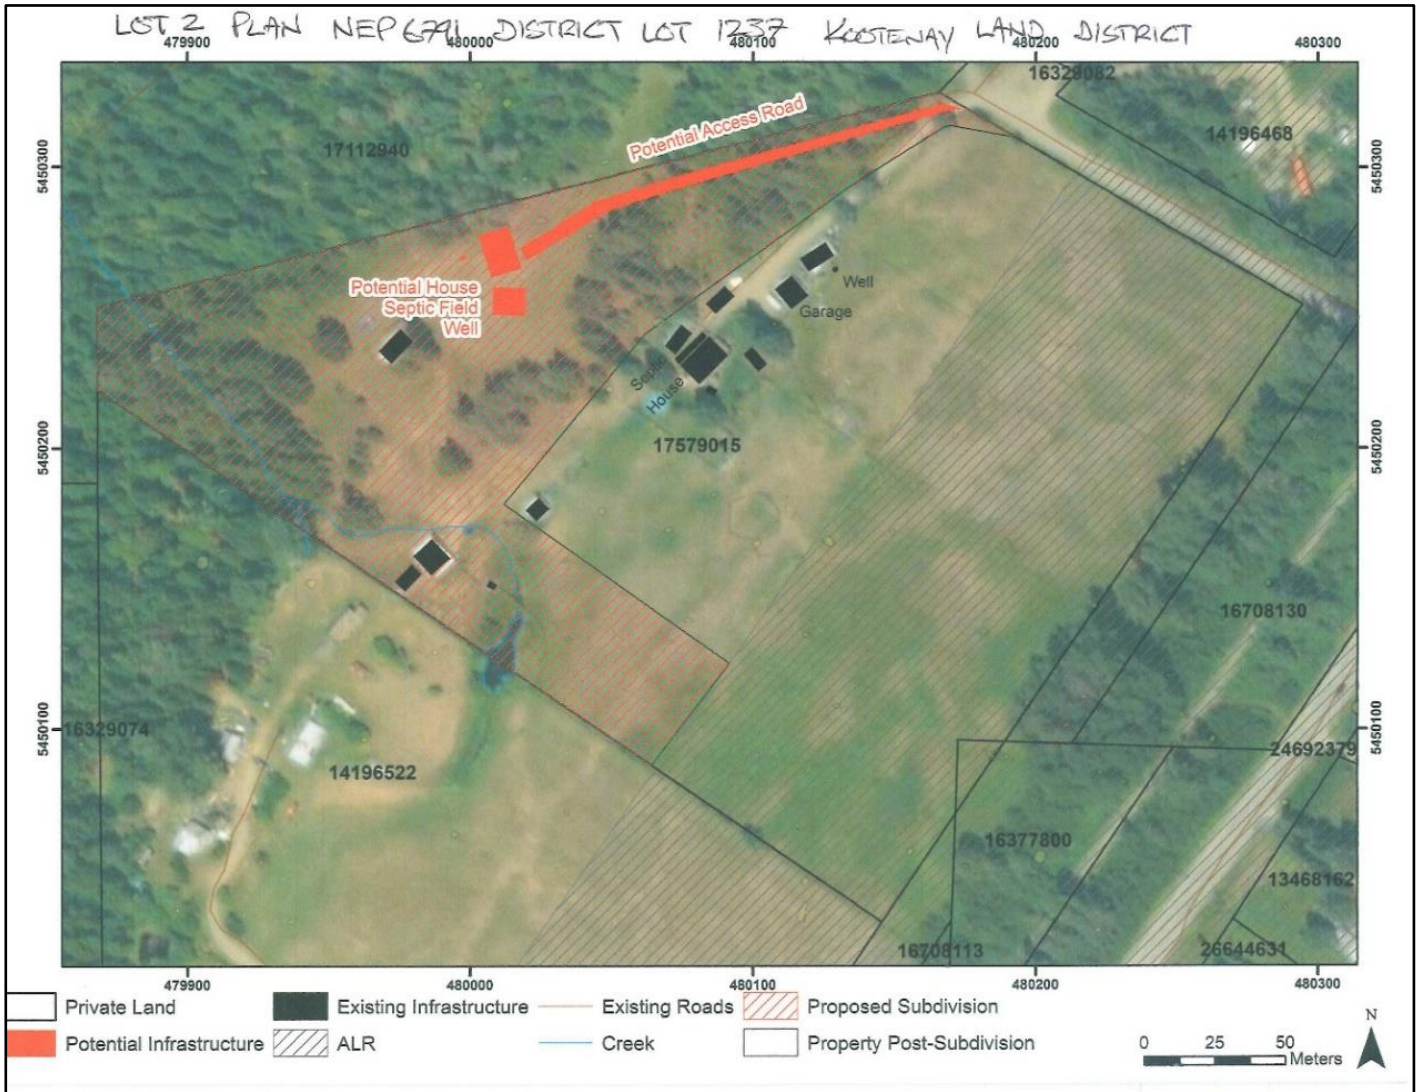 LOT 2 PLAN NEP 6791 DISTRICT LOT 1237 KOOTENAY LAND DISTRICT
479900 480000 480100 480200 480300
16329082
Potential Access Road
14196468
17112940
5450300 5450300
Potential House
Septic Field
Well
Well
Garage
Septic
House
17579015
5450200 5450200
16708130
5450100 5450100
16329074
24692379
14196522
16377800
13468162
16708113
26644631
479900 480000 480100 480200 480300
Private Land Existing Infrastructure Existing Roads Proposed Subdivision
Potential Infrastructure ALR Creek Property Post-Subdivision
N
0 25 50
Meters